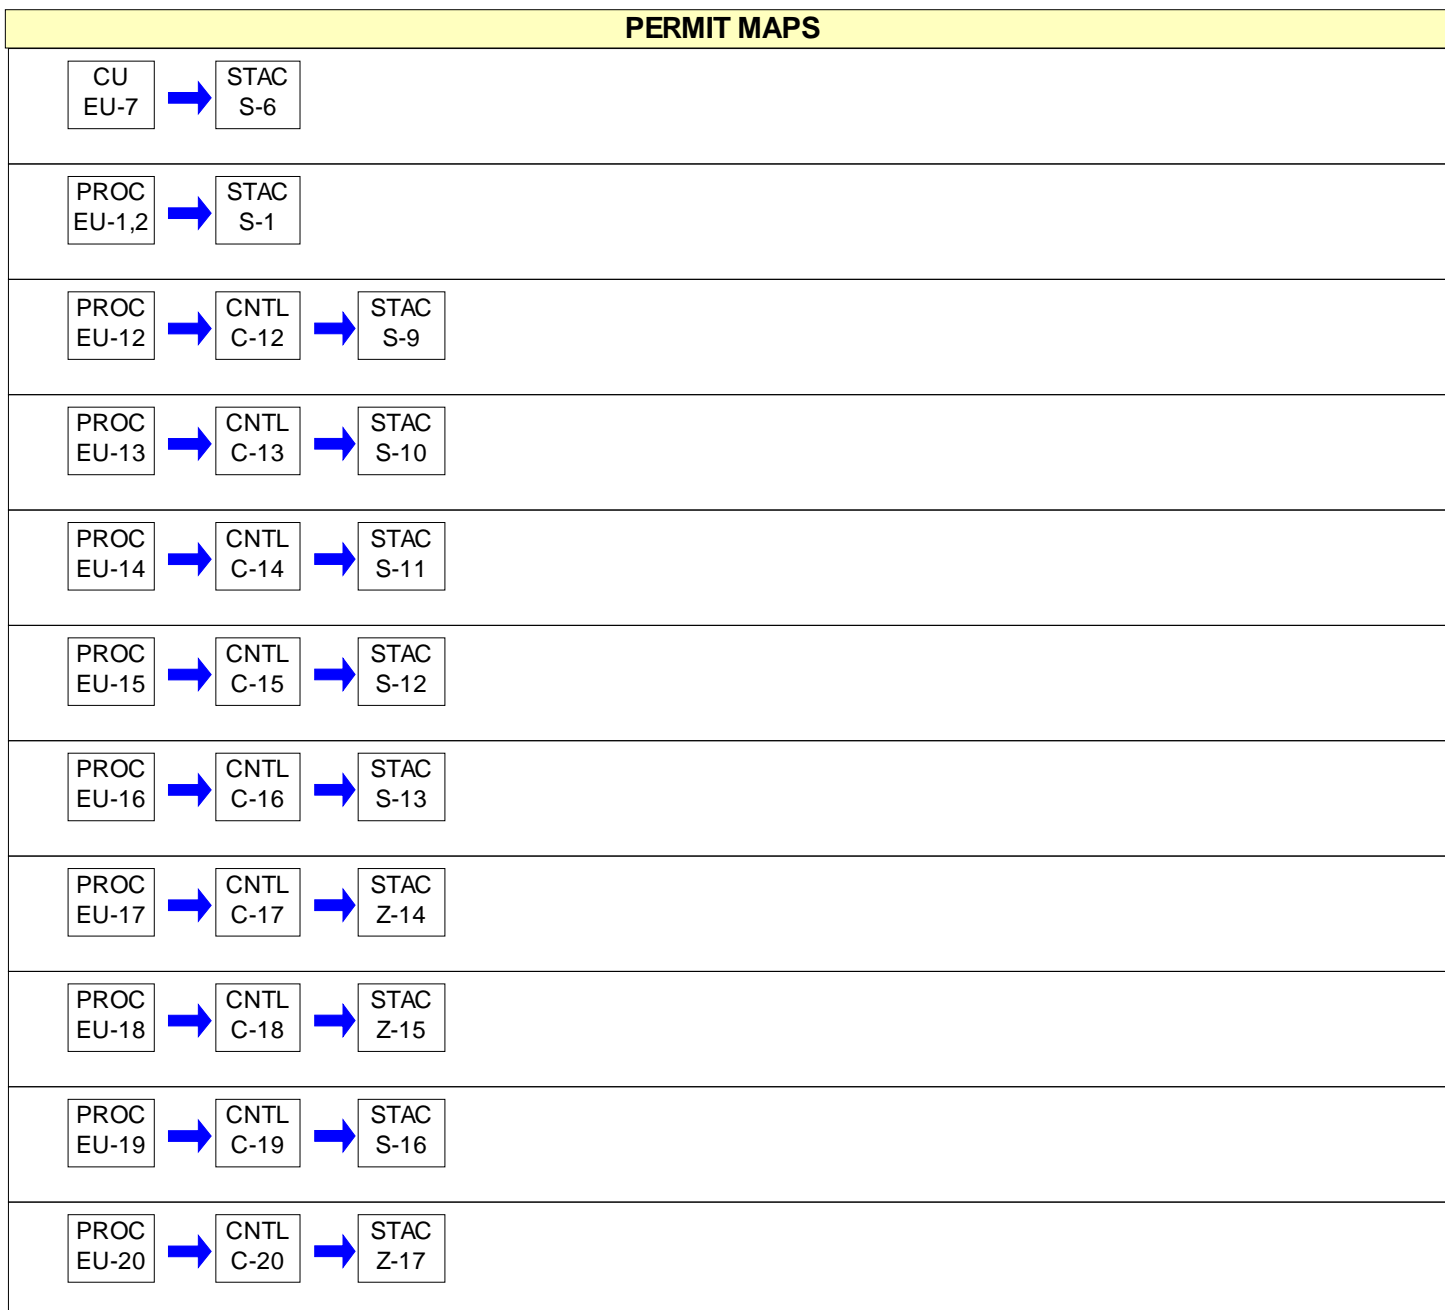 PERMIT MAPS
CU STAC
EU-7 S-6
PROC STAC
EU-1,2 S-1
PROC CNTL STAC
EU-12 C-12 S-9
PROC CNTL STAC
EU-13 C-13 S-10
PROC CNTL STAC
EU-14 C-14 S-11
PROC CNTL STAC
EU-15 C-15 S-12
PROC CNTL STAC
EU-16 C-16 S-13
PROC CNTL STAC
EU-17 C-17 Z-14
PROC CNTL STAC
EU-18 C-18 Z-15
PROC CNTL STAC
EU-19 C-19 S-16
PROC CNTL STAC
EU-20 C-20 Z-17